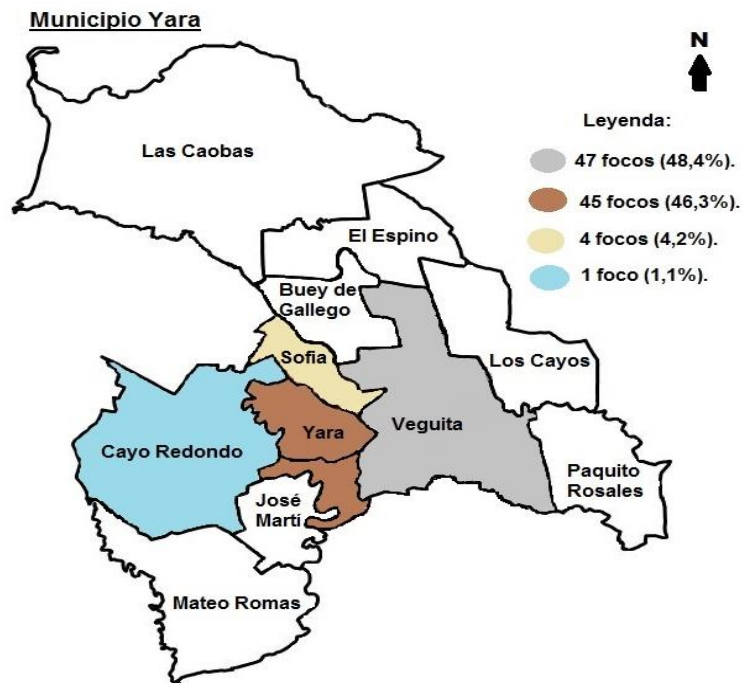 Municipio Yara
N
Leyenda:
47 focos (48,4%).
45 focos (46,3%).
4 focos (4,2%).
1 foco (1,1%).
Las Caobas
El Espino
Buey de
Gallego
Sofia
Los Cayos
Yara
Veguita
Cayo Redondo
Paquito
Rosales
José
Martí
Mateo Romas